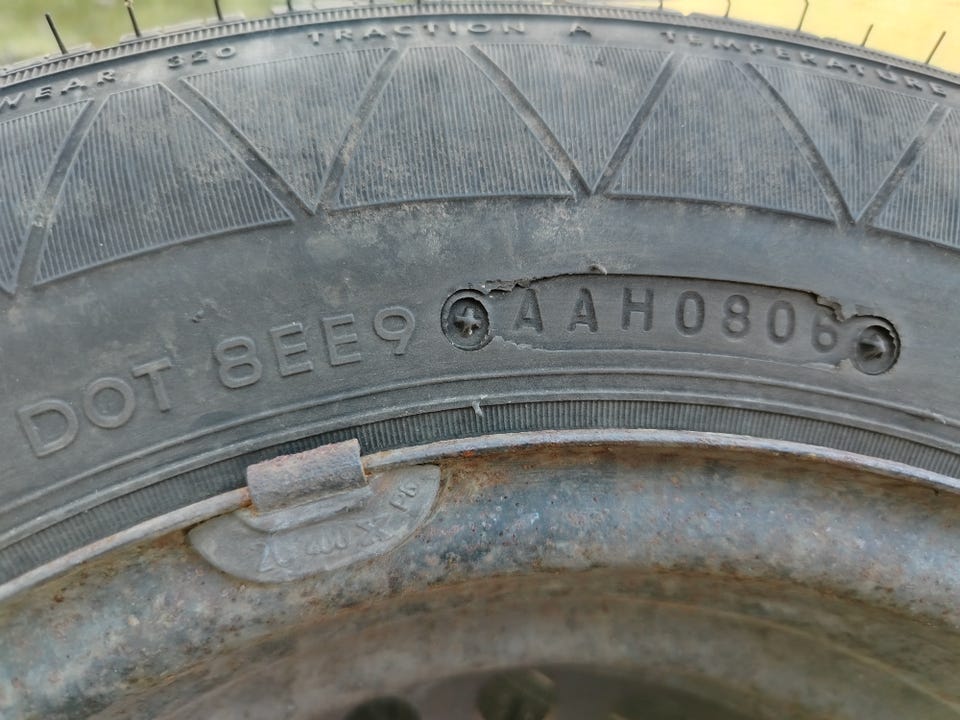 WEAR 320 TRACTION A TEMPERATURE
DOT 8EE9 AAH0806